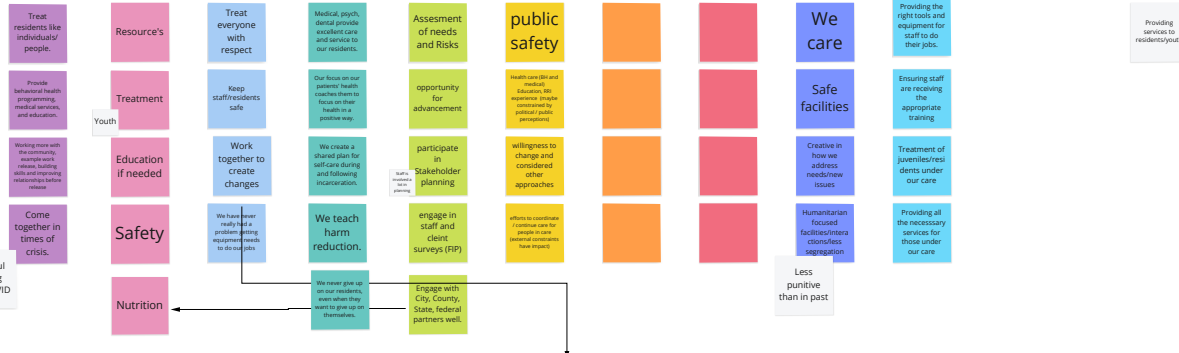 Treat
residents like
individuals/
people.
Resource's
Treat
everyone
with
respect
Medical, psych,
dental provide
excellent care
and service to
our residents.
Assesment
of needs
and Risks
public
safety
We
care
Providing the
right tools and
equipment for
staff to do
their jobs.
Providing
services to
residents/yout
Provide
behavioral health
programming,
medical services,
and education.
Treatment
Youth
Keep
staff/residents
safe
Our focus on our
patients' health
coaches them to
focus on their
health in a
positive way.
opportunity
for
advancement
Health care (BH and
medical)
Education, RRI
experience (maybe
constrained by
political / public
perceptions)
Safe
facilities
Ensuring staff
are receiving
the
appropriate
training
Working more with
the community,
example work
release, building
skills and improving
relationships before
release
Education
if needed
Work
together to
create
changes
We create a
shared plan for
self-care during
and following
incarceration.
Staff is
involved a
lot in
planning
participate
in
Stakeholder
planning
willingness to
change and
considered
other
approaches
Creative in
how we
address
needs/new
issues
Treatment of
juveniles/resi
dents under
our care
Come
together in
times of
crisis.
Safety
We have never
really had a
problem getting
equipment needs
to do our jobs
We teach
harm
reduction.
engage in
staff and
cleint
surveys (FIP)
efforts to coordinate
/ continue care for
people in care
(external constraints
have impact)
Humanitarian
focused
facilities/intera
ctions/less
segregation
Less
punitive
than in past
Providing all
the necesssary
services for
those under
our care
ul
g
VID
Nutrition
We never give up
on our residents,
even when they
want to give up on
themselves.
Engage with
City, County,
State, federal
partners well.